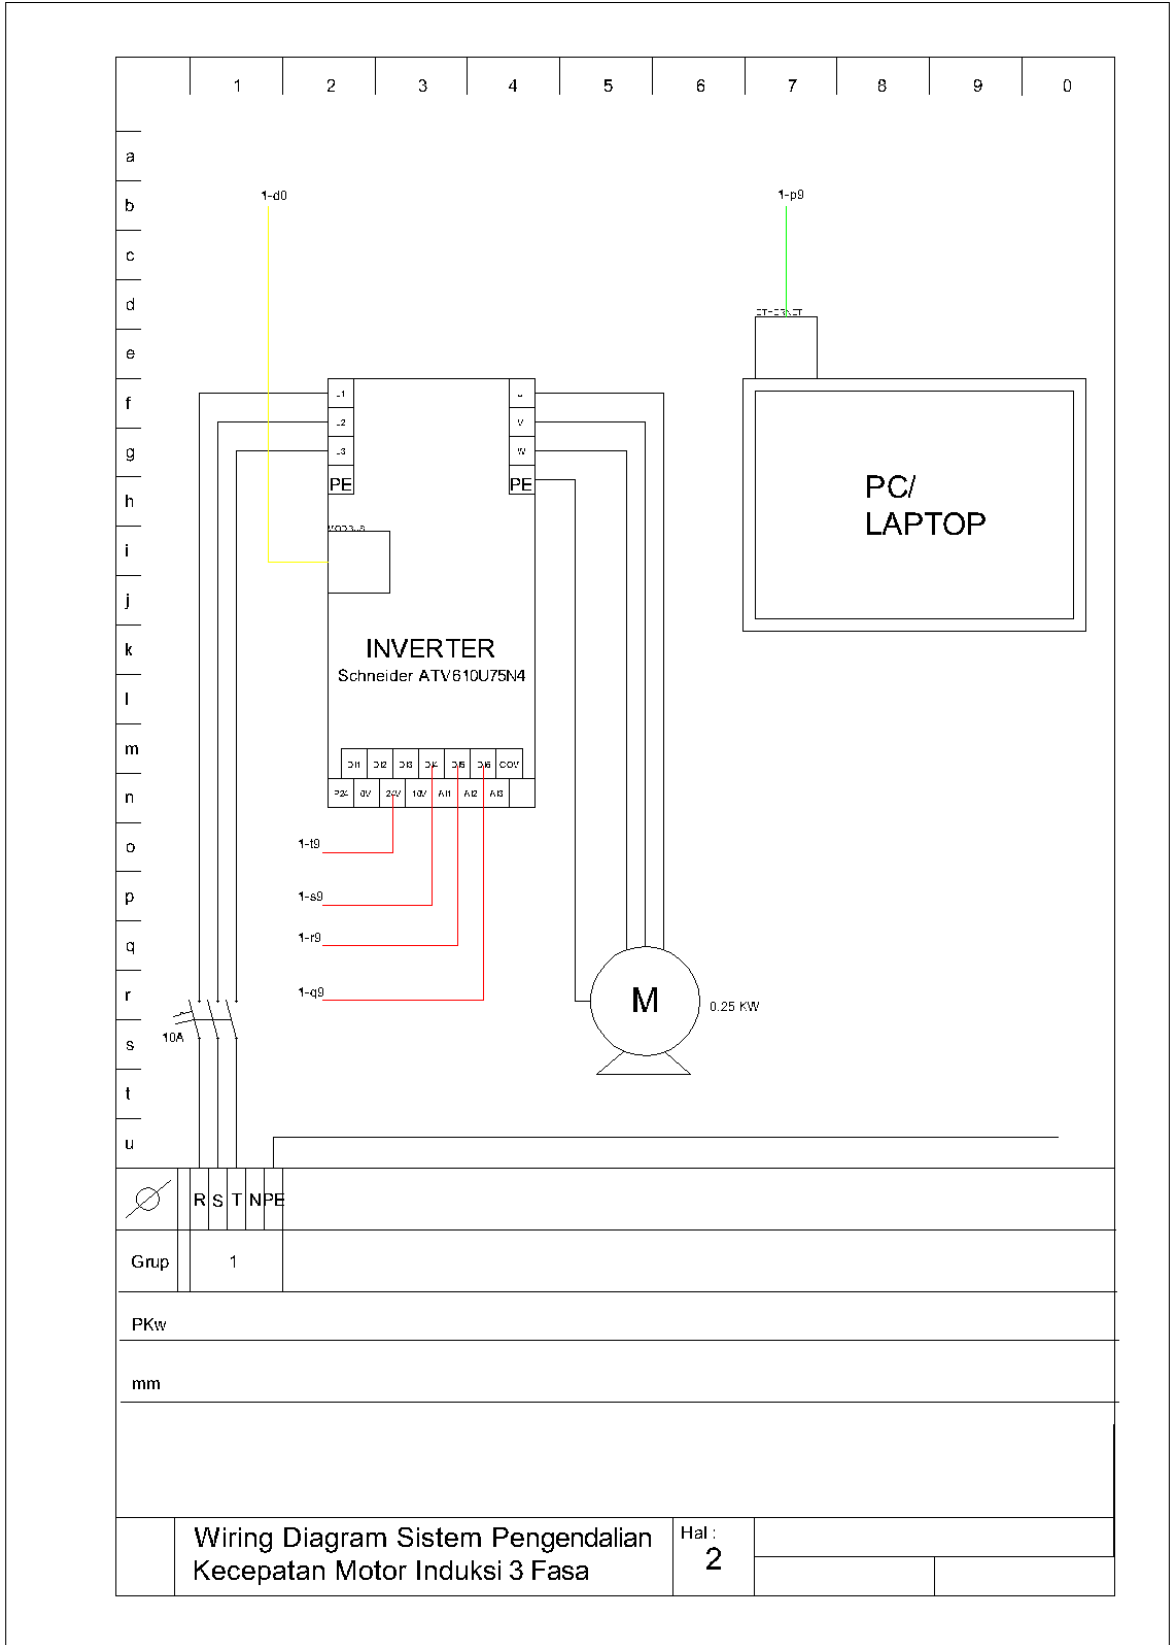 1 2 3 4 5 6 7 8 9 0
a
b
c
d
e
f
g
h
i
j
k
l
m
n
o
p
q
r
s
t
u
1-d0
1-p9
L1
L2
L3
PE
V
W
PE
PC/
LAPTOP
INVERTER
Schneider ATV610U75N4
DI1 DI2 DI3 DI4 DI5 DI6
P24 0V 24V 10V AI1 AI2 AI3
1-t9
1-s9
1-r9
1-q9
10A
M
0.25 KW
R S T N PE
Grup 1
PKw
mm
Wiring Diagram Sistem Pengendalian
Kecepatan Motor Induksi 3 Fasa
Hal :
2